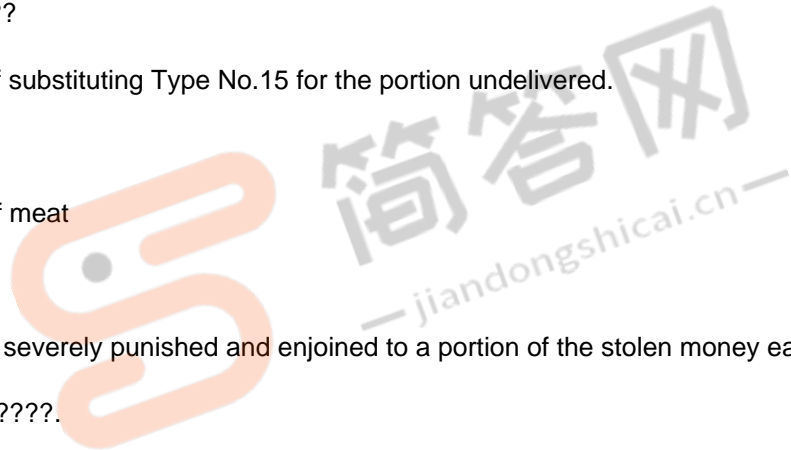 ??
substituting Type No.15 for the portion undelivered.
简答网
jiandongshicai.cn
meat
severely punished and enjoined to a portion of the stolen money
????.